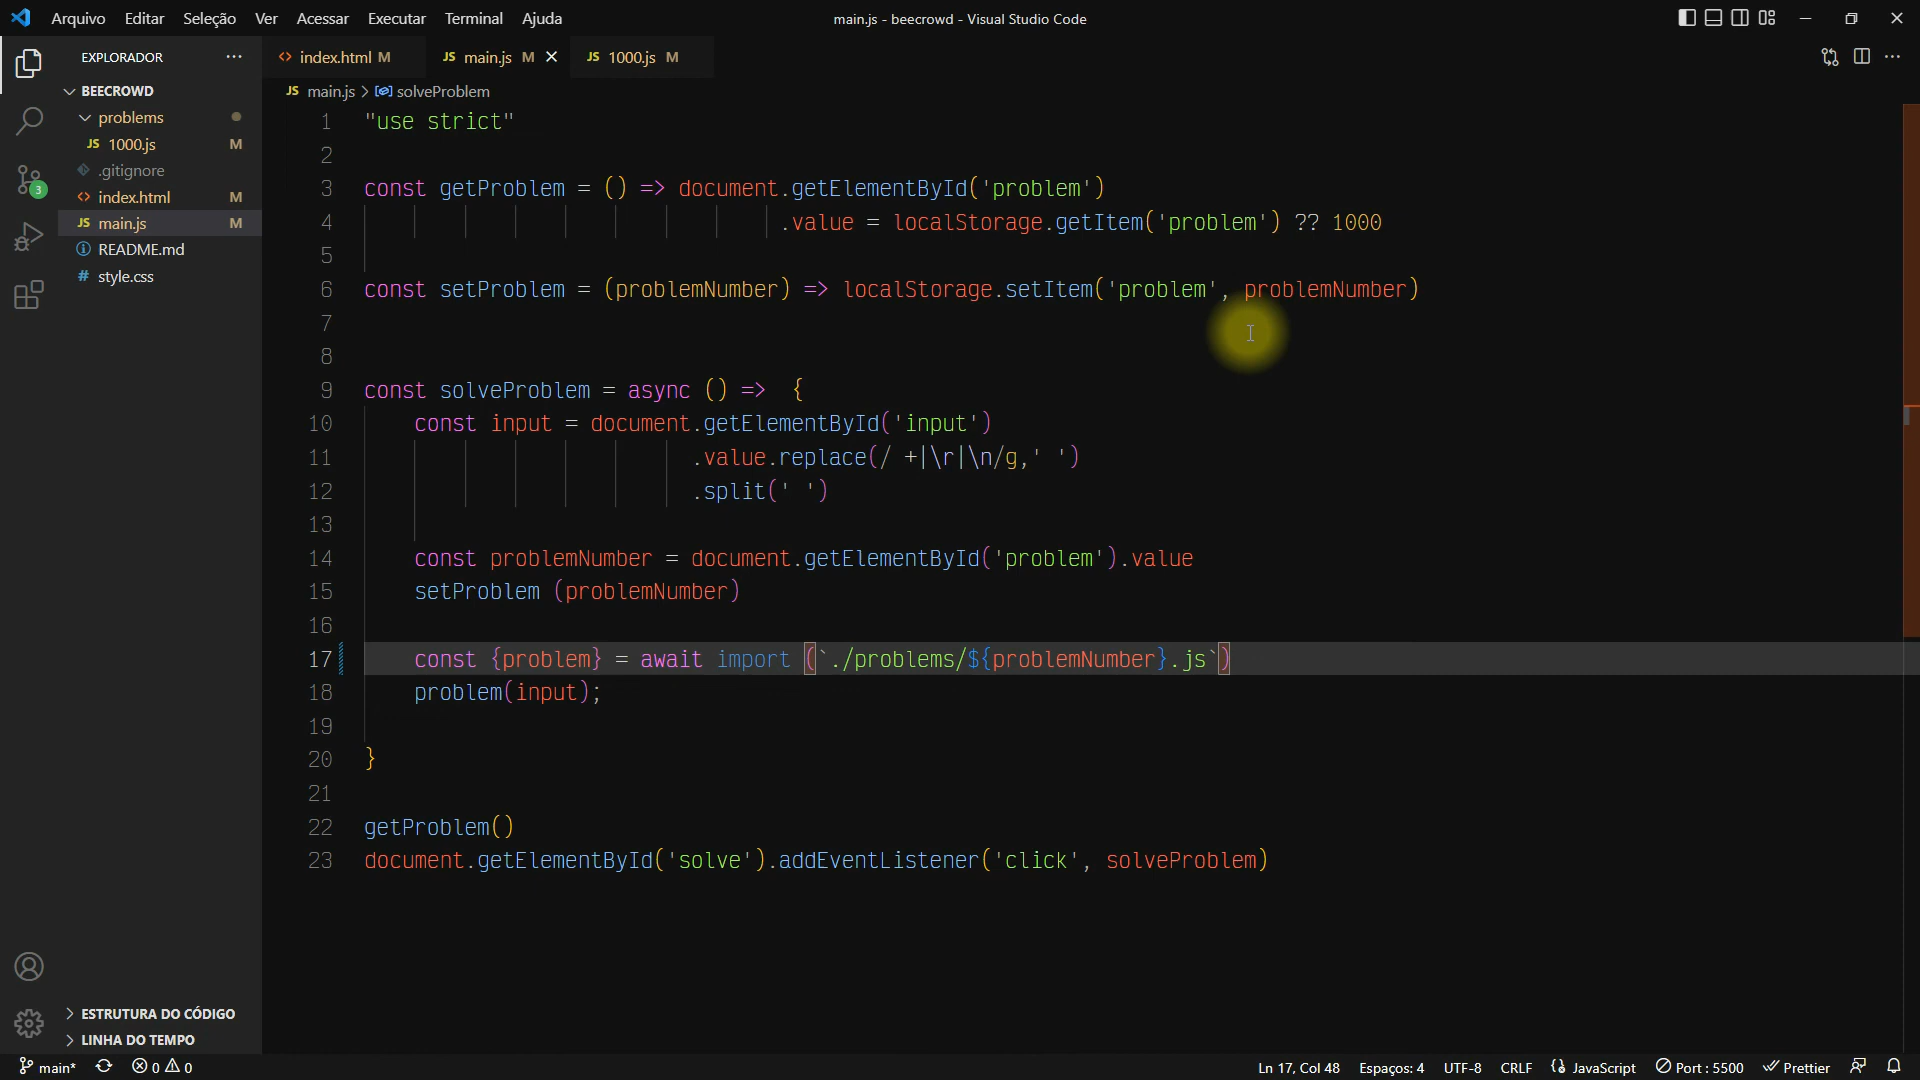 Arquivo Editar Seleção Ver Acessar Executar Terminal Ajuda
main.js - beecrowd - Visual Studio Code
EXPLORADOR ···
index.html M
JS main.js M
JS 1000.js M
BEECROWD
problems
JS 1000.js M
.gitignore
index.html M
JS main.js M
README.md
# style.css
3
JS main.js > solveProblem
1 "use strict"
2
3 const getProblem = () => document.getElementById('problem')
4 .value = localStorage.getItem('problem') ?? 1000
5
6 const setProblem = (problemNumber) => localStorage.setItem('problem', problemNumber)
7
8
9 const solveProblem = async () =>  {
10 const input = document.getElementById('input')
11 .value.replace(/ +|\r|\n/g,' ')
12 .split(' ')
13
14 const problemNumber = document.getElementById('problem').value
15 setProblem (problemNumber)
16
17 const {problem} = await import (`./problems/${problemNumber}.js`)
18 problem(input);
19
20 }
21
22 getProblem()
23 document.getElementById('solve').addEventListener('click', solveProblem)
ESTRUTURA DO CÓDIGO
LINHA DO TEMPO
main* 0 0
Ln 17, Col 48 Espaços: 4 UTF-8 CRLF JavaScript Port : 5500 Prettier